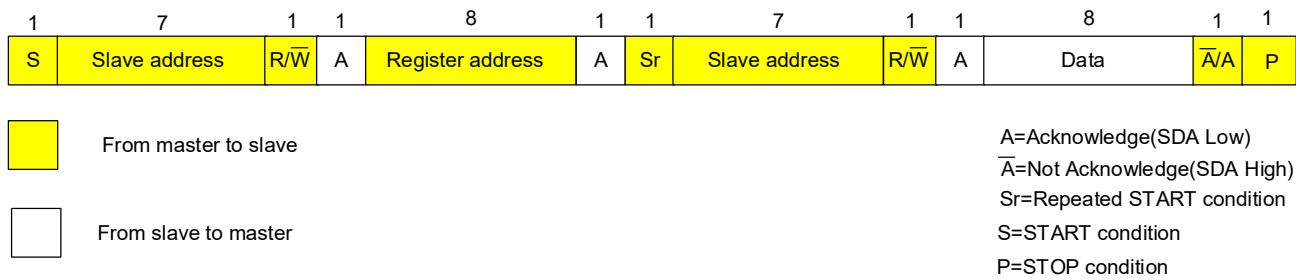 1 7 1 1 8 1 1 7 1 1 8 1 1
S Slave address R/W̅ A Register address A Sr Slave address R/W̅ A Data A̅/A P
From master to slave
From slave to master
A=Acknowledge(SDA Low)
A̅=Not Acknowledge(SDA High)
Sr=Repeated START condition
S=START condition
P=STOP condition